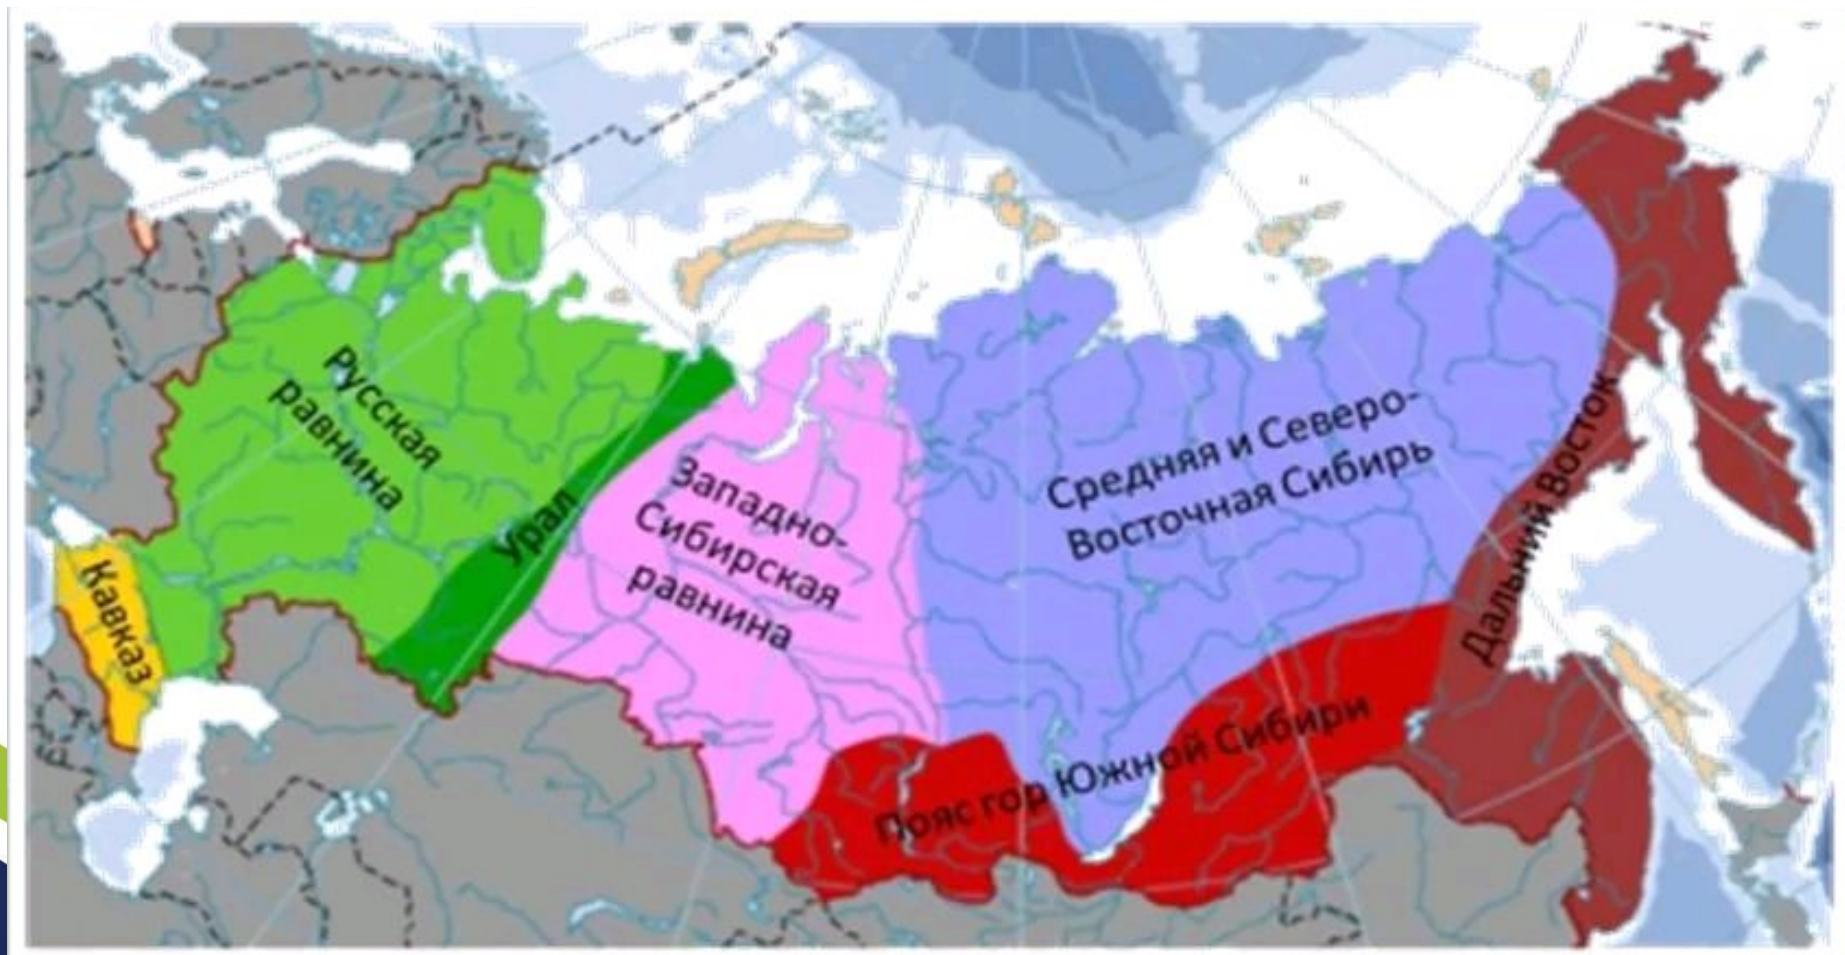 Русская
равнина
Кавказ
Урал
Западно-
Сибирская
равнина
Средняя и Северо-
Восточная Сибирь
Пояс гор Южной Сибири
Дальний Восток